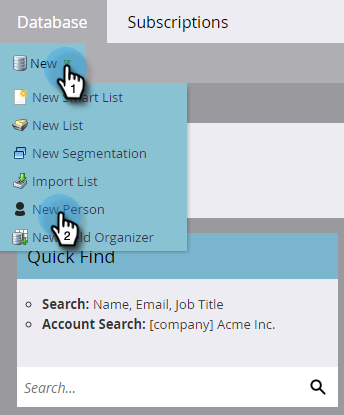 Database Subscriptions
New
1
New Smart List
New List
New Segmentation
Import List
New Person
2
New Field Organizer
Quick Find
Search: Name, Email, Job Title
Account Search: [company] Acme Inc.
Search...